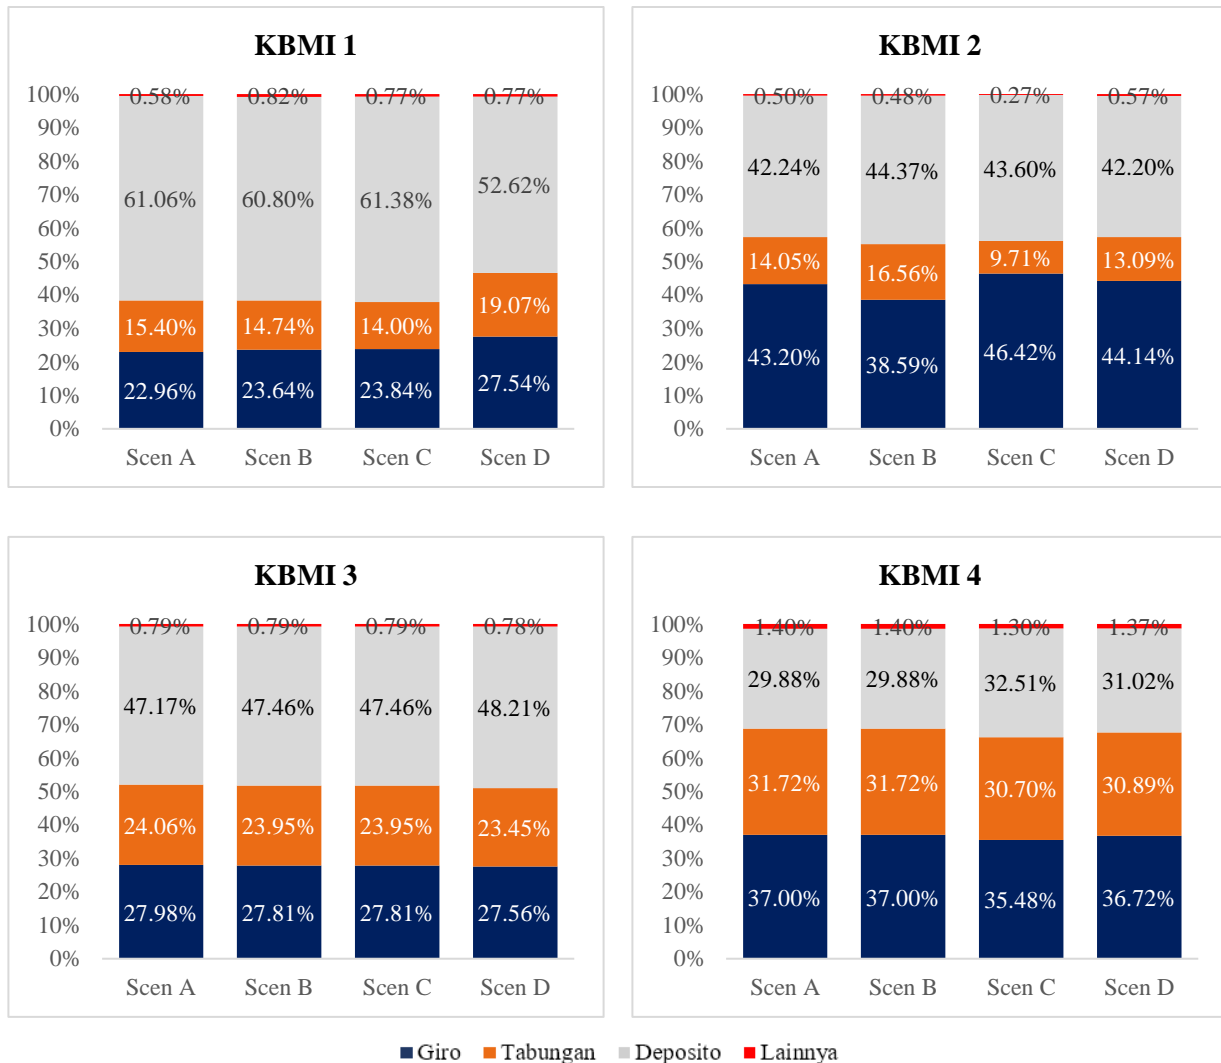 KBMI 1
100%
90%
80%
70%
60%
50%
40%
30%
20%
10%
0%
0.58% 0.82% 0.77% 0.77%
61.06% 60.80% 61.38% 52.62%
15.40% 14.74% 14.00% 19.07%
22.96% 23.64% 23.84% 27.54%
Scen A Scen B Scen C Scen D
KBMI 2
100%
90%
80%
70%
60%
50%
40%
30%
20%
10%
0%
0.50% 0.48% 0.27% 0.57%
42.24% 44.37% 43.60% 42.20%
14.05% 16.56% 9.71% 13.09%
43.20% 38.59% 46.42% 44.14%
Scen A Scen B Scen C Scen D
KBMI 3
100%
90%
80%
70%
60%
50%
40%
30%
20%
10%
0%
0.79% 0.79% 0.79% 0.78%
47.17% 47.46% 47.46% 48.21%
24.06% 23.95% 23.95% 23.45%
27.98% 27.81% 27.81% 27.56%
Scen A Scen B Scen C Scen D
KBMI 4
100%
90%
80%
70%
60%
50%
40%
30%
20%
10%
0%
1.40% 1.40% 1.30% 1.37%
29.88% 29.88% 32.51% 31.02%
31.72% 31.72% 30.70% 30.89%
37.00% 37.00% 35.48% 36.72%
Scen A Scen B Scen C Scen D
Giro Tabungan Deposito Lainnya